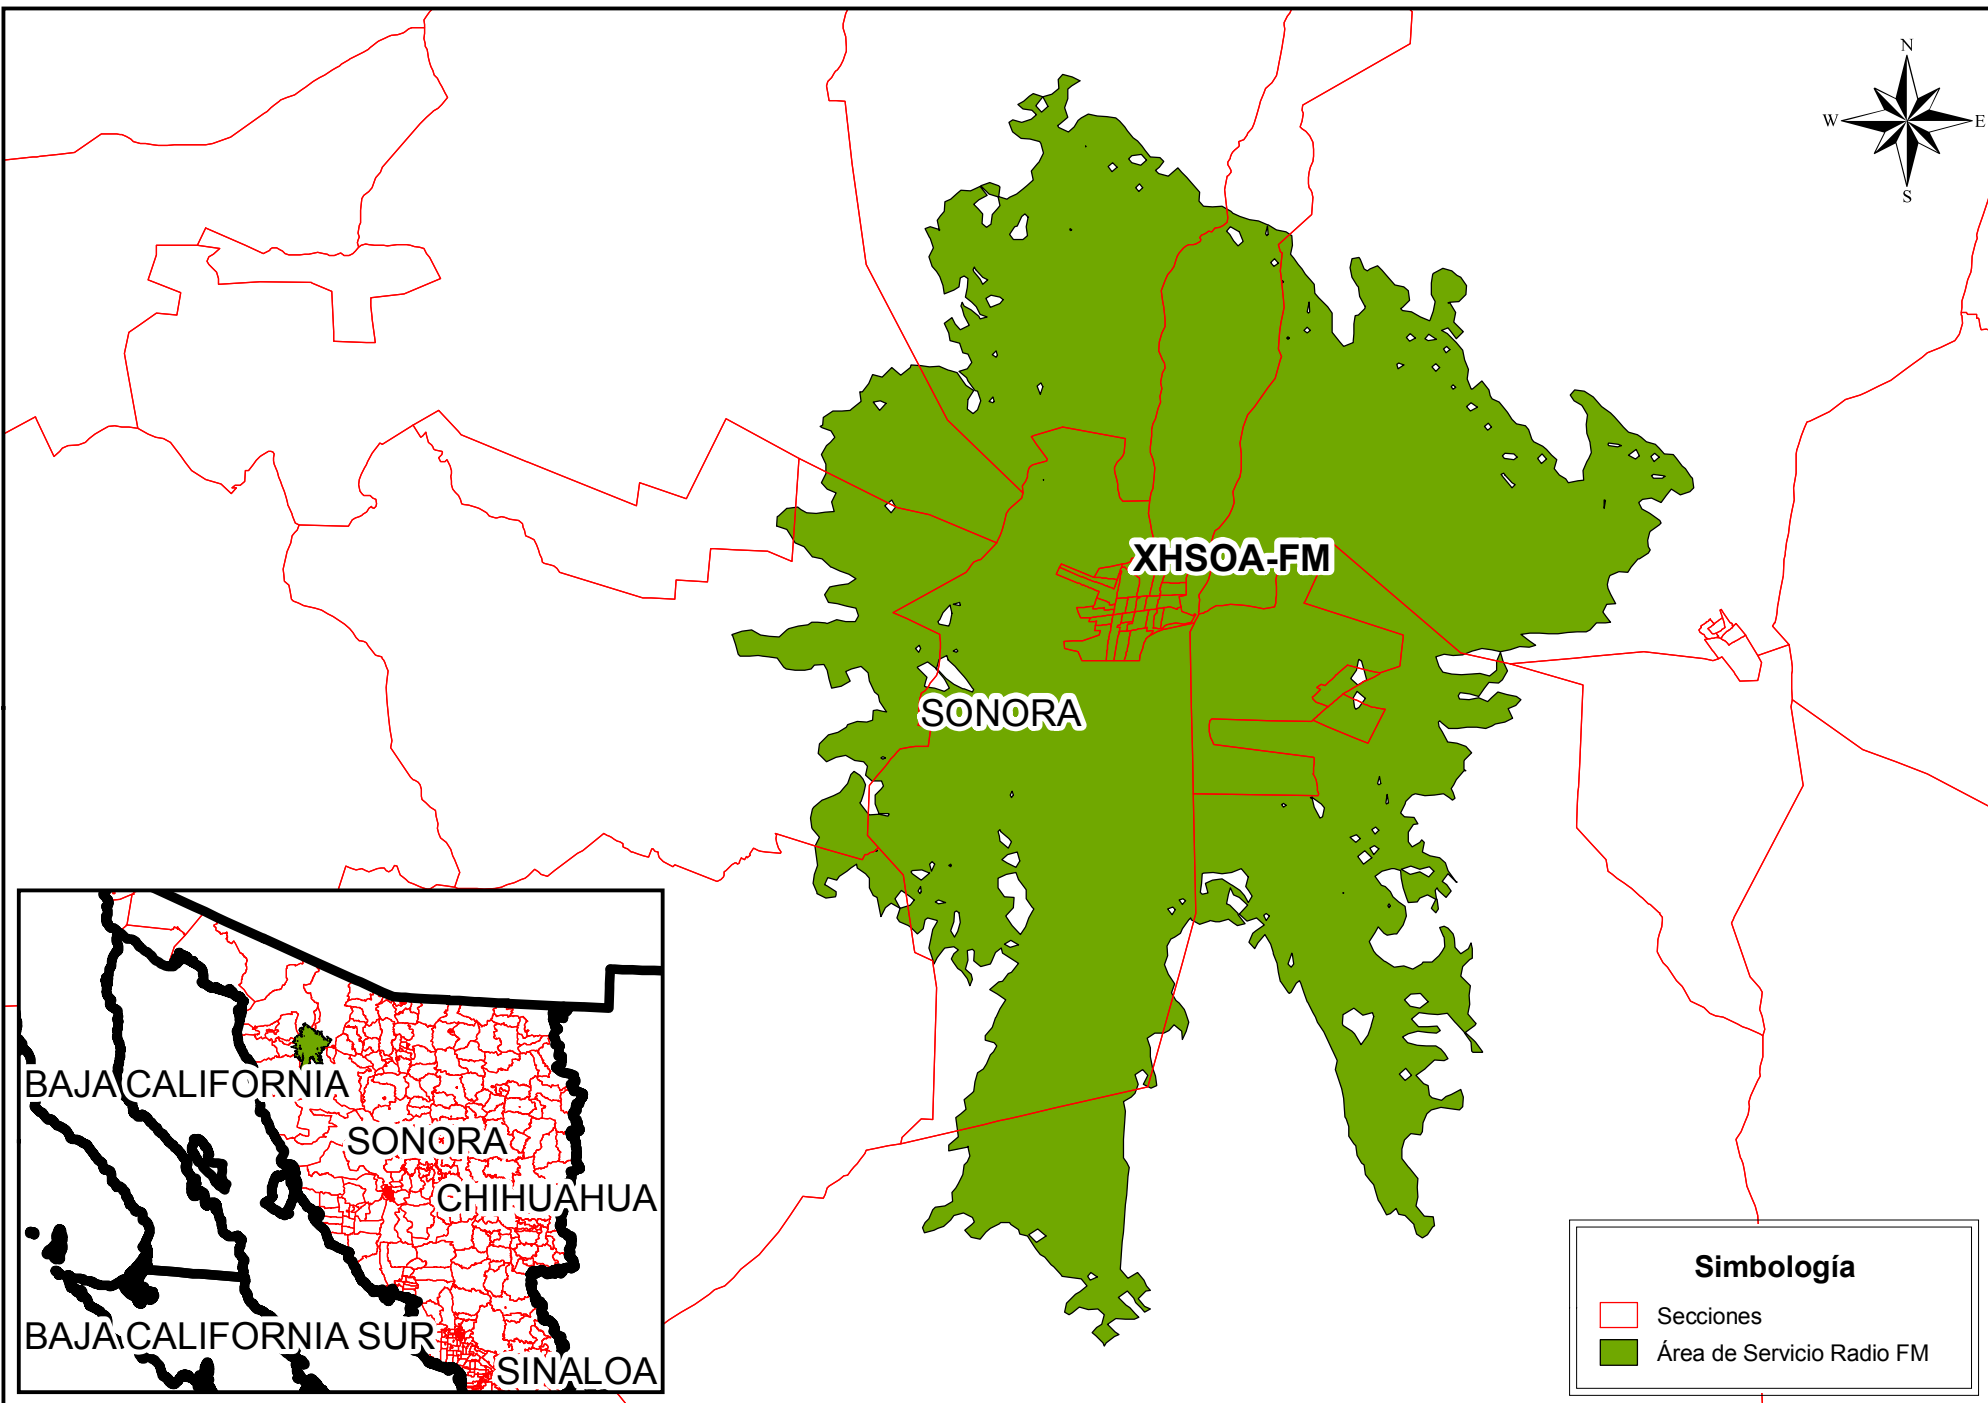 N
W E
S
XHSOA-FM
SONORA
BAJA CALIFORNIA
SONORA
CHIHUAHUA
BAJA CALIFORNIA SUR
SINALOA
Simbología
Secciones
Área de Servicio Radio FM